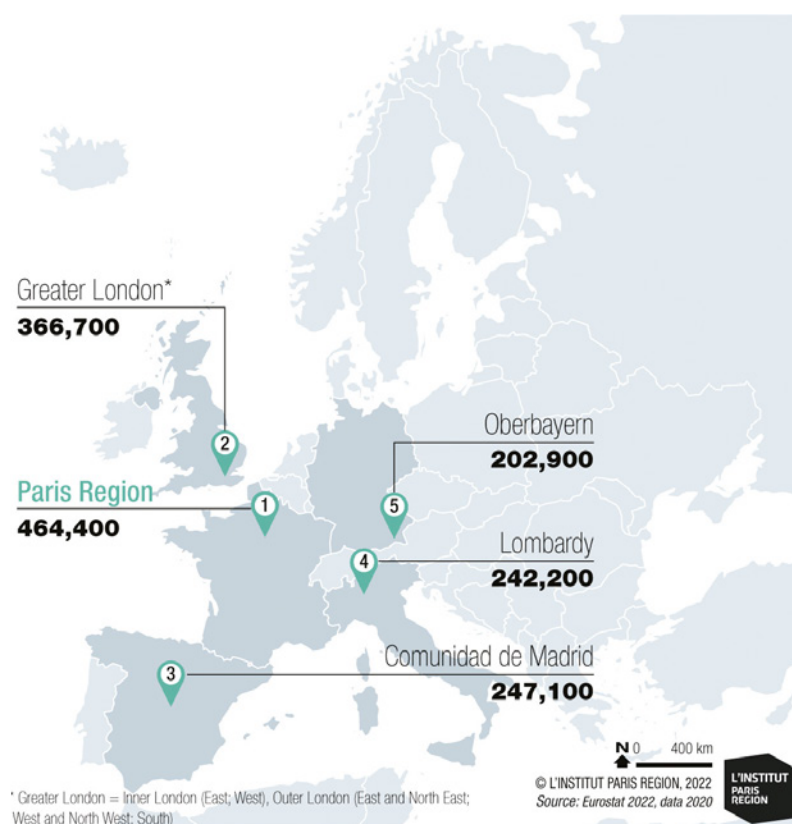 Greater London*
366,700
2
Paris Region
464,400
1
Oberbayern
202,900
5
Lombardy
242,200
4
Comunidad de Madrid
247,100
3
N 0 400 km
© L'INSTITUT PARIS REGION, 2022
Source: Eurostat 2022, data 2020
L'INSTITUT
PARIS
REGION
* Greater London = Inner London (East; West), Outer London (East and North East;
West and North West; South)